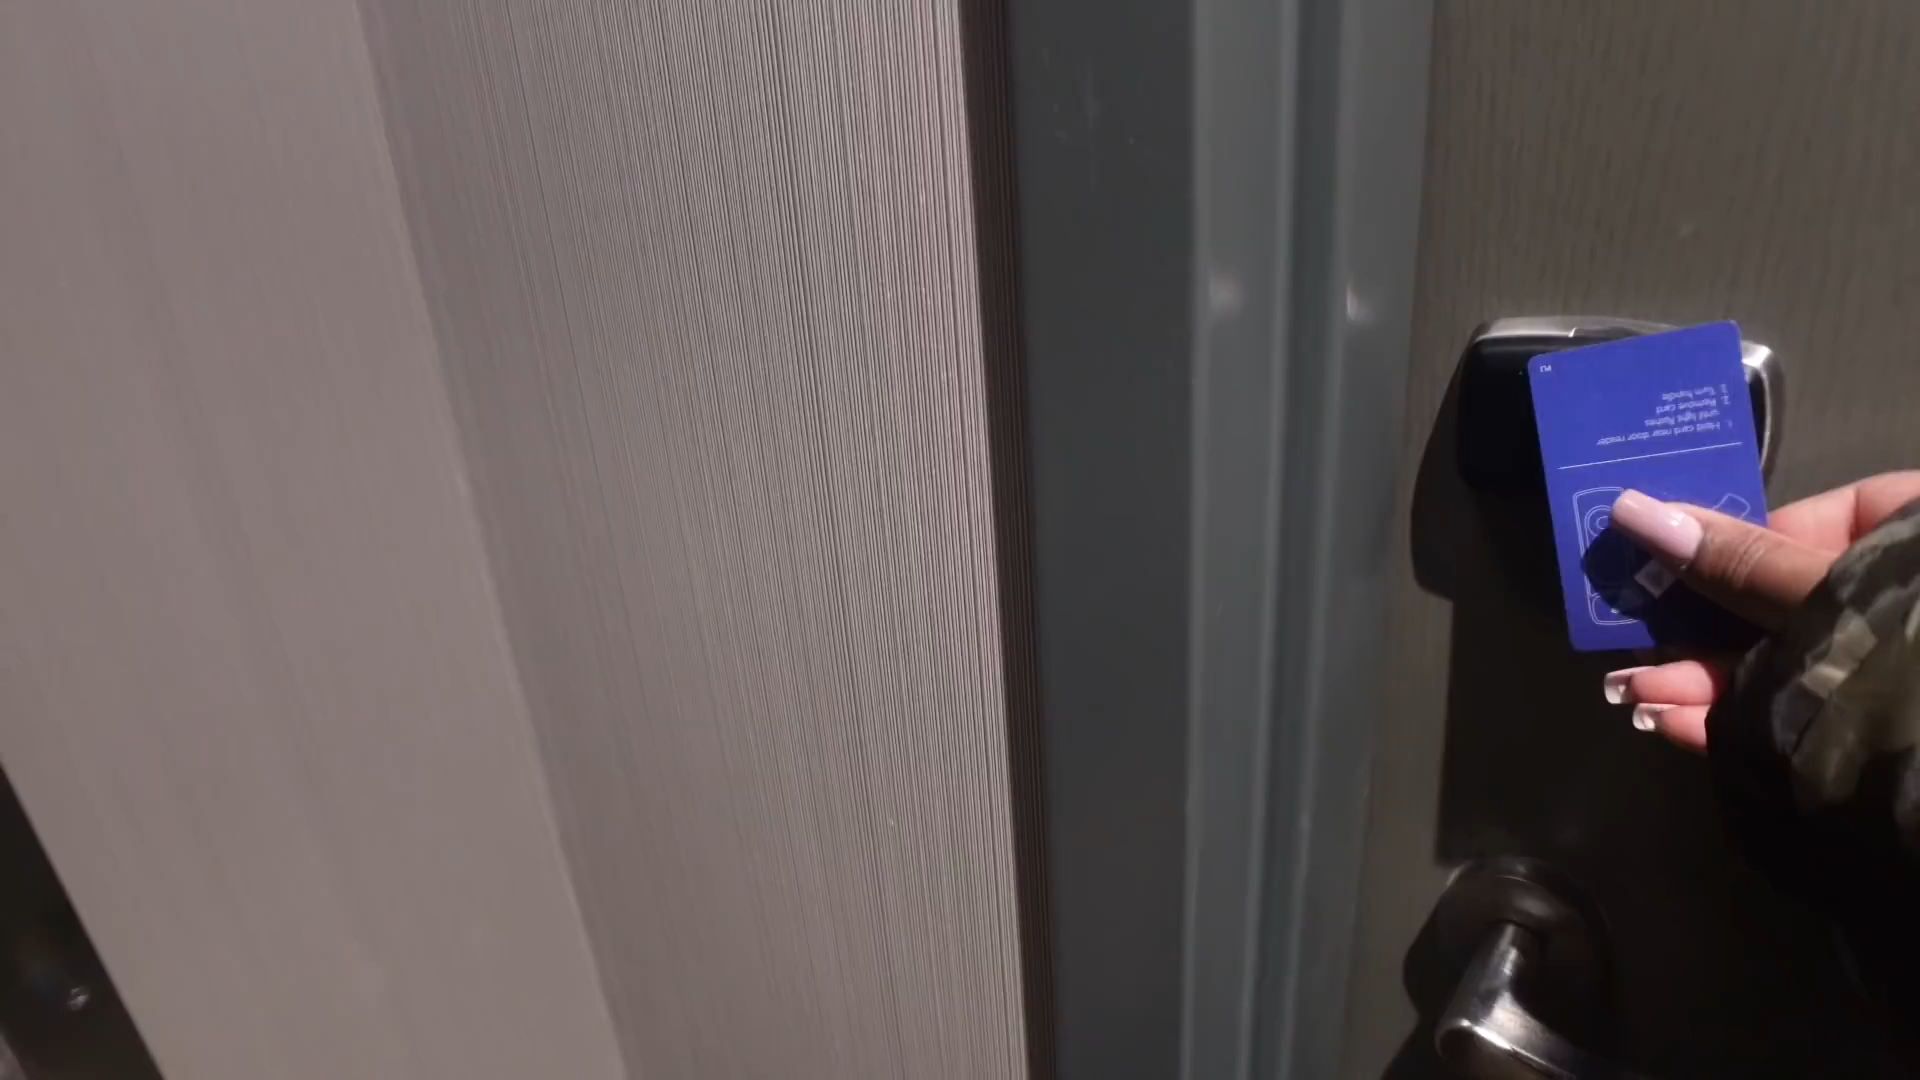 1. Hold card near door reader
until light flashes
2. Remove card
3. Turn handle